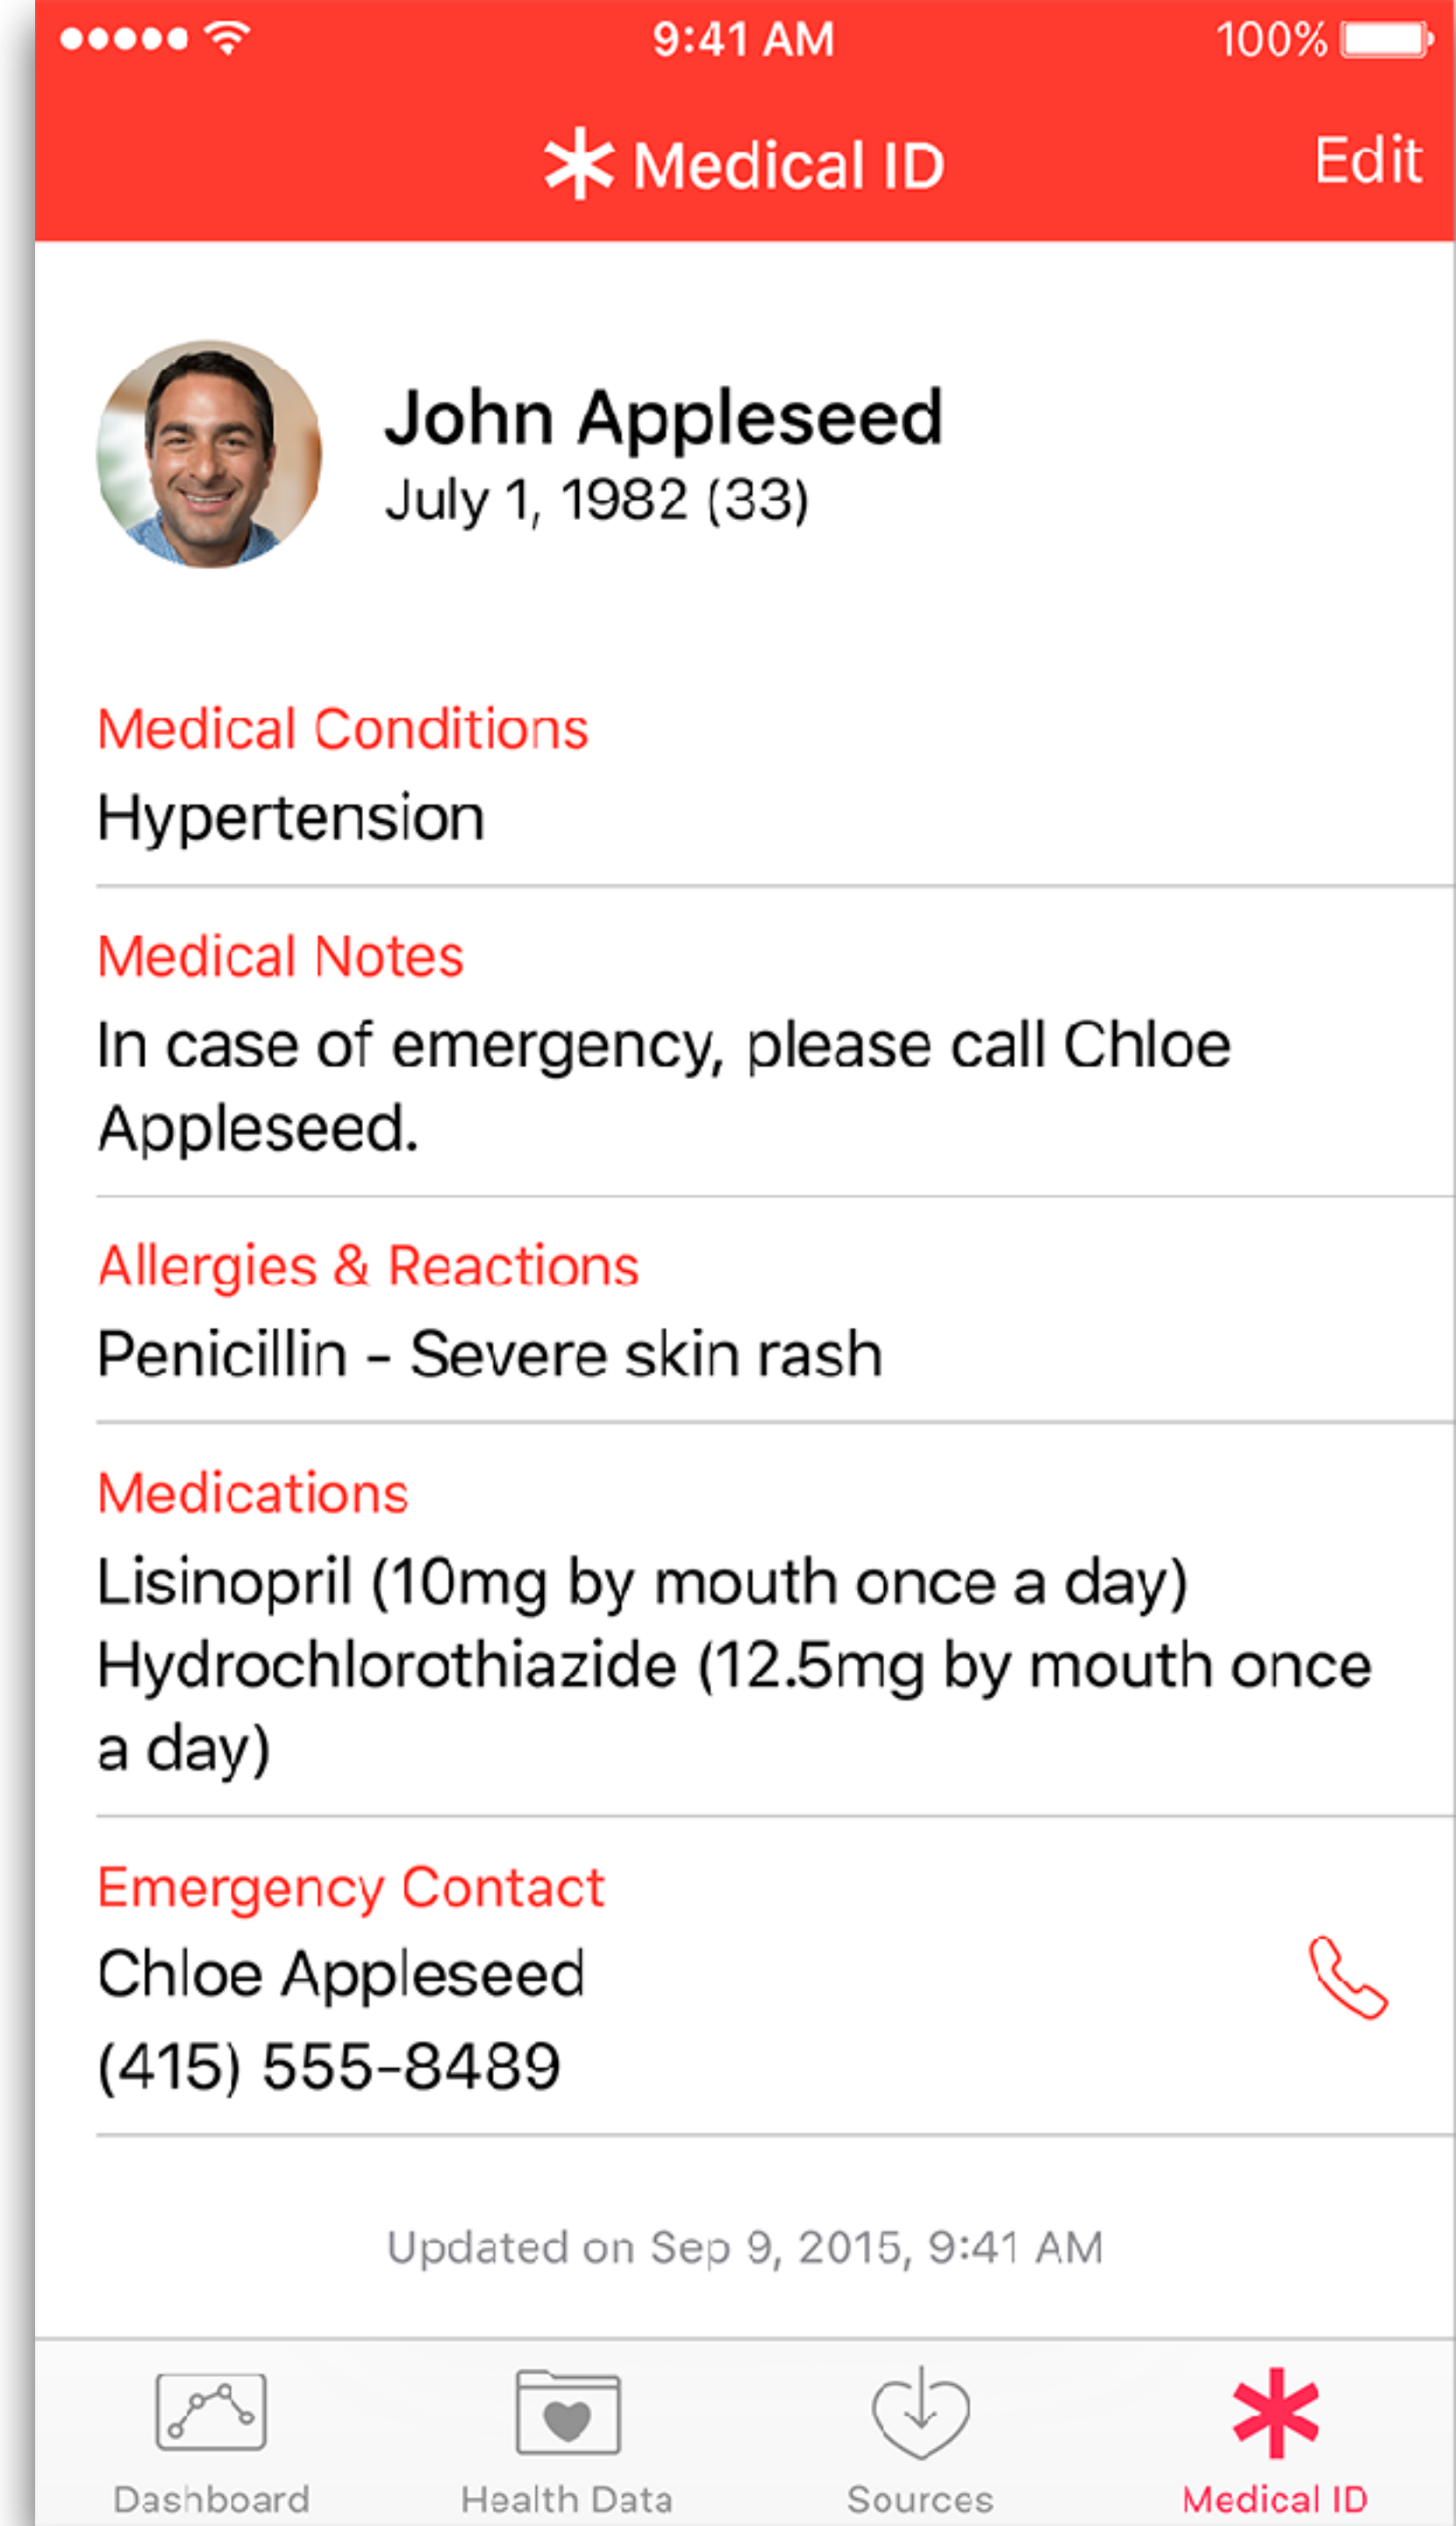 9:41 AM 100%
Medical ID Edit
John Appleseed
July 1, 1982 (33)
Medical Conditions
Hypertension
Medical Notes
In case of emergency, please call Chloe
Appleseed.
Allergies & Reactions
Penicillin - Severe skin rash
Medications
Lisinopril (10mg by mouth once a day)
Hydrochlorothiazide (12.5mg by mouth once
a day)
Emergency Contact
Chloe Appleseed
(415) 555-8489
Updated on Sep 9, 2015, 9:41 AM
Dashboard Health Data Sources Medical ID